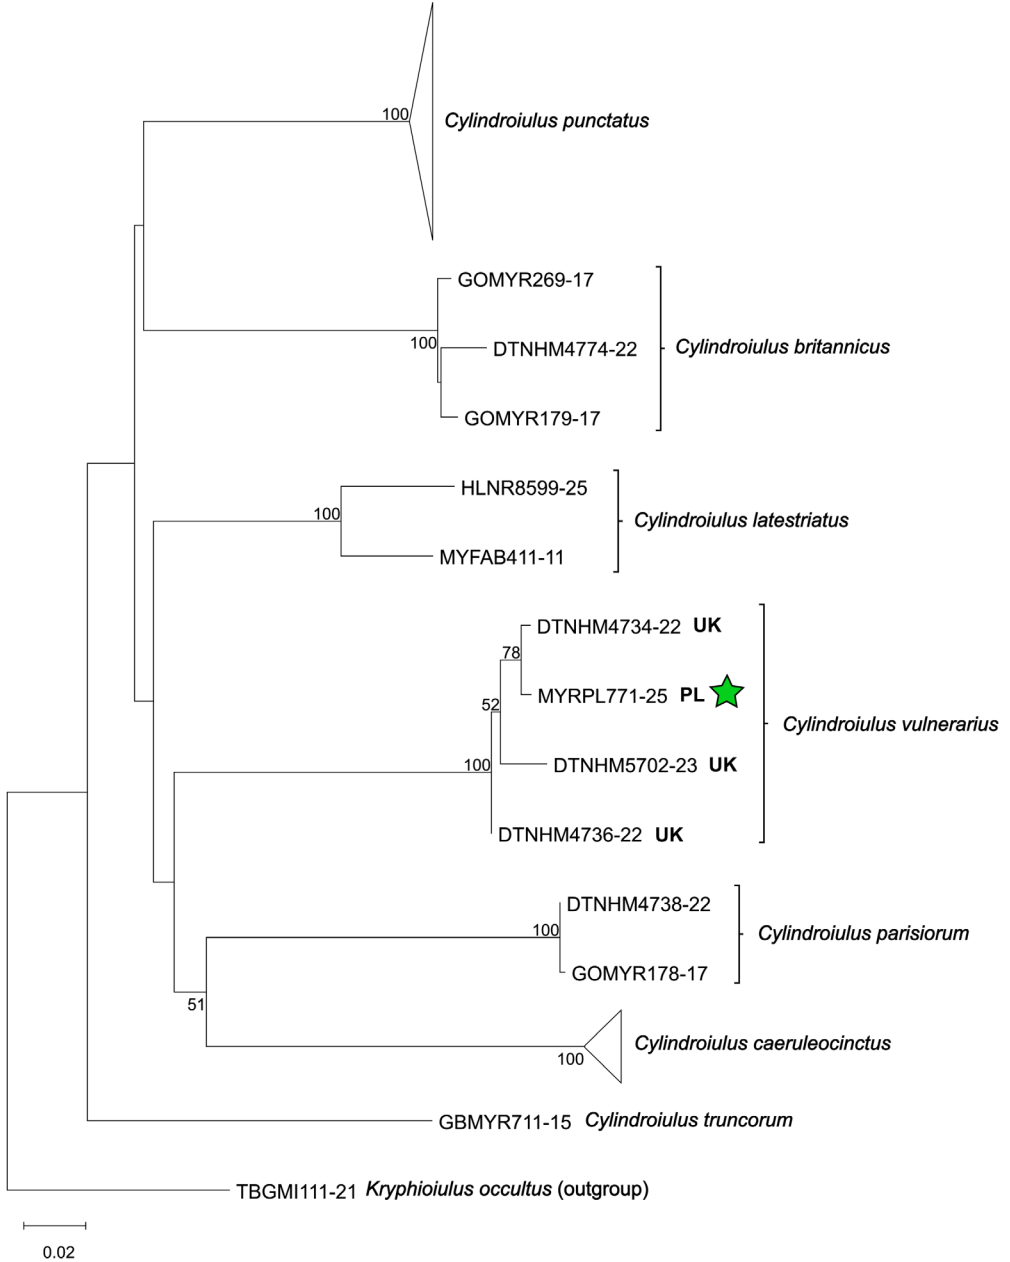 100
Cylindroiulus punctatus
GOMYR269-17
100
DTNHM4774-22
Cylindroiulus britannicus
GOMYR179-17
HLNR8599-25
100
Cylindroiulus latestriatus
MYFAB411-11
DTNHM4734-22 UK
78
MYRPL771-25 PL
52
Cylindroiulus vulnerarius
DTNHM5702-23 UK
100
DTNHM4736-22 UK
DTNHM4738-22
100
Cylindroiulus parisiorum
GOMYR178-17
51
Cylindroiulus caeruleocinctus
100
GBMYR711-15 Cylindroiulus truncorum
TBGMI111-21 Kryphioiulus occultus (outgroup)
0.02